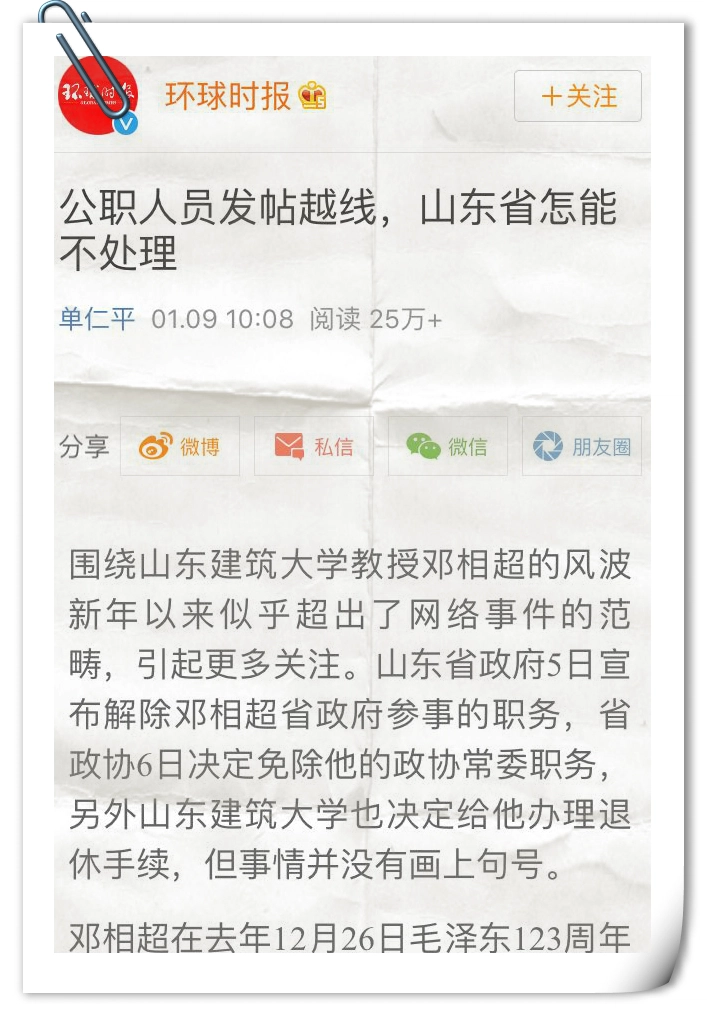 环球时报
环球时报
＋关注
公职人员发帖越线，山东省怎能
不处理
单仁平 01.09 10:08 阅读 25万+
分享 微博 私信 微信 朋友圈
围绕山东建筑大学教授邓相超的风波
新年以来似乎超出了网络事件的范
畴，引起更多关注。山东省政府5日宣
布解除邓相超省政府参事的职务，省
政协6日决定免除他的政协常委职务，
另外山东建筑大学也决定给他办理退
休手续，但事情并没有画上句号。
邓相超在去年12月26日毛泽东123周年